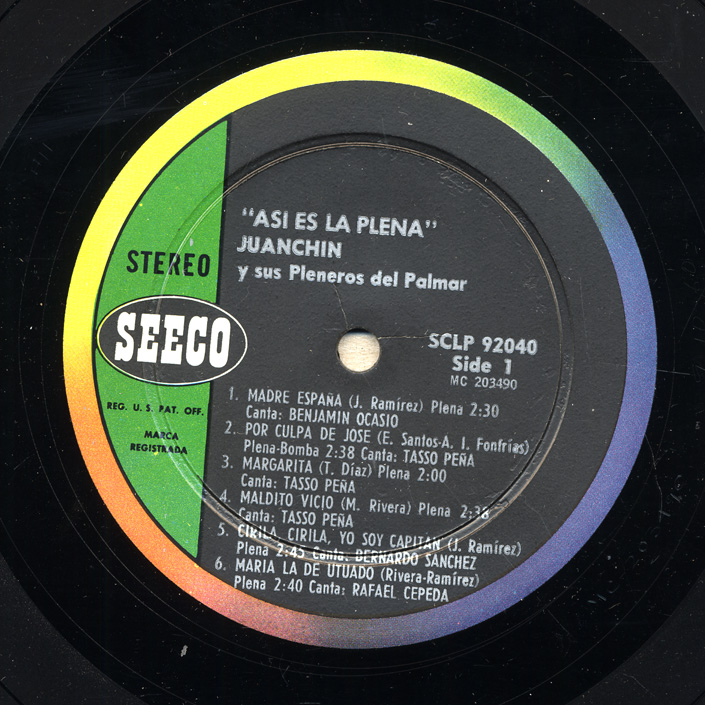 "ASI ES LA PLENA"
JUANCHIN
y sus Pleneros del Palmar
STEREO
SEECO
REG. U. S. PAT. OFF.
MARCA
REGISTRADA
SCLP 92040
Side 1
MC 203490
1. MADRE ESPAÑA (J. Ramírez) Plena 2:30
Canta: BENJAMIN OCASIO
2. POR CULPA DE JOSE (E. Santos-A. I. Fonfrías)
Plena-Bomba 2:38 Canta: TASSO PEÑA
3. MARGARITA (T. Díaz) Plena 2:00
Canta: TASSO PEÑA
4. MALDITO VICIO (M. Rivera) Plena 2:38
Canta: TASSO PEÑA
5. CIRILA, CIRILA, YO SOY CAPITAN (J. Ramírez)
Plena 2:45 Canta: BERNARDO SANCHEZ
6. MARIA LA DE UTUADO (Rivera-Ramírez)
Plena 2:40 Canta: RAFAEL CEPEDA